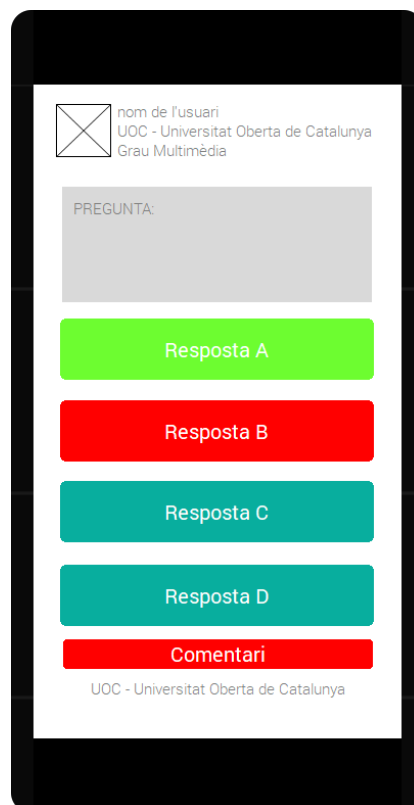 nom de l'usuari
UOC - Universitat Oberta de Catalunya
Grau Multimèdia
PREGUNTA:
Resposta A
Resposta B
Resposta C
Resposta D
Comentari
UOC - Universitat Oberta de Catalunya